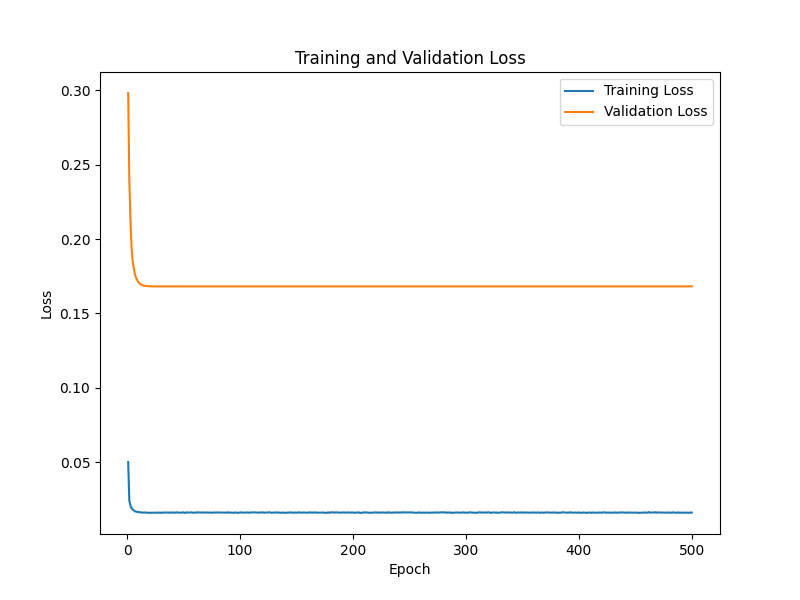 Training and Validation Loss
Training Loss
Validation Loss
0.30
0.25
0.20
0.15
0.10
0.05
Loss
0
100
200
300
400
500
Epoch